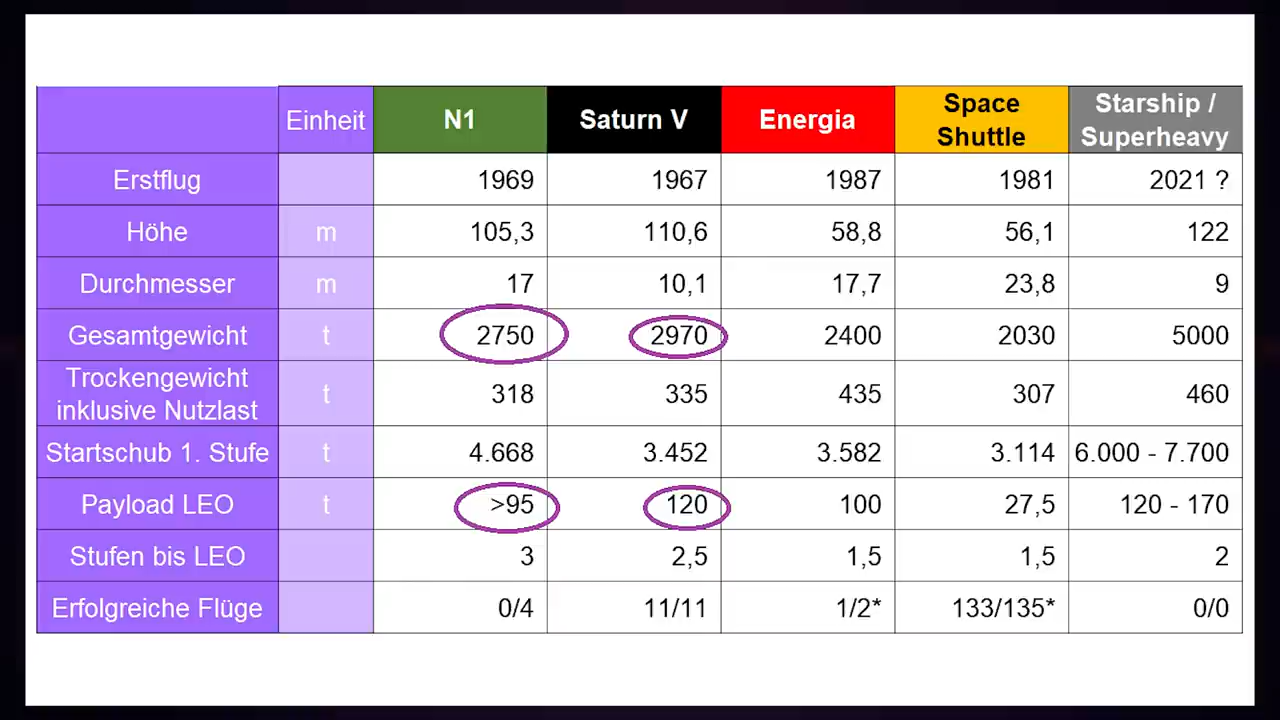 Einheit N1 Saturn V Energia Space Shuttle Starship / Superheavy
Erstflug 1969 1967 1987 1981 2021 ?
Höhe m 105,3 110,6 58,8 56,1 122
Durchmesser m 17 10,1 17,7 23,8 9
Gesamtgewicht t 2750 2970 2400 2030 5000
Trockengewicht inklusive Nutzlast t 318 335 435 307 460
Startschub 1. Stufe t 4.668 3.452 3.582 3.114 6.000 - 7.700
Payload LEO t >95 120 100 27,5 120 - 170
Stufen bis LEO 3 2,5 1,5 1,5 2
Erfolgreiche Flüge 0/4 11/11 1/2* 133/135* 0/0